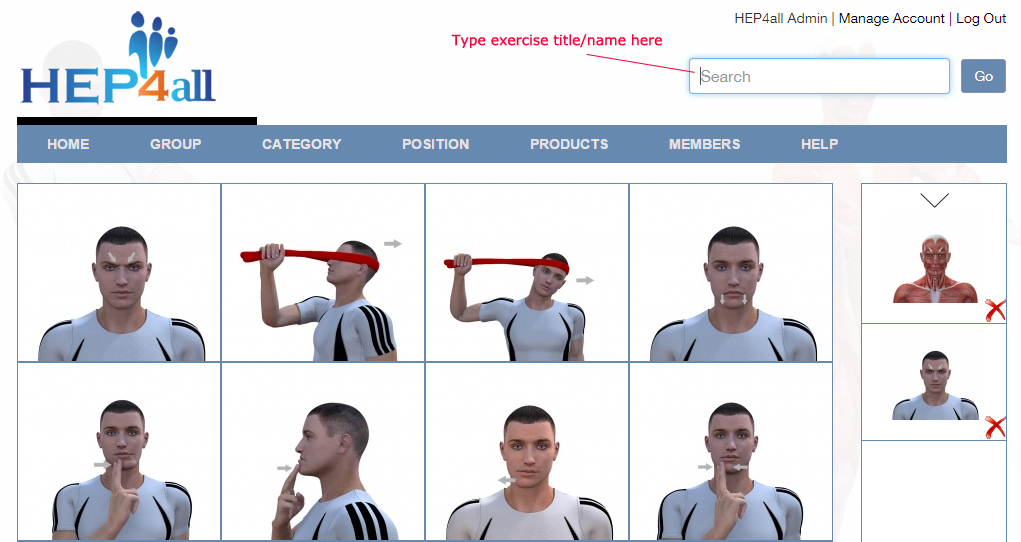 HEP4all Admin | Manage Account | Log Out
Type exercise title/name here
HEP4all
Search
Go
HOME GROUP CATEGORY POSITION PRODUCTS MEMBERS HELP